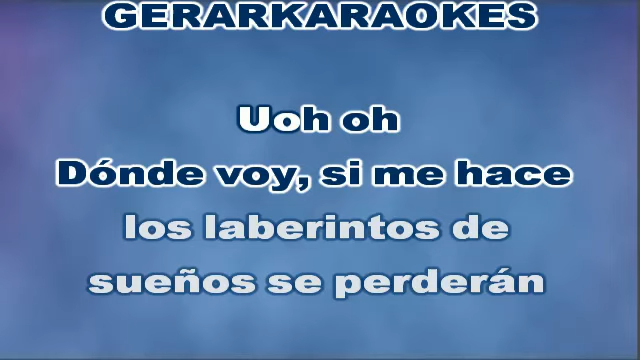 GERARKARAOKES
Uoh oh
Dónde voy, si me hace
los laberintos de
sueños se perderán